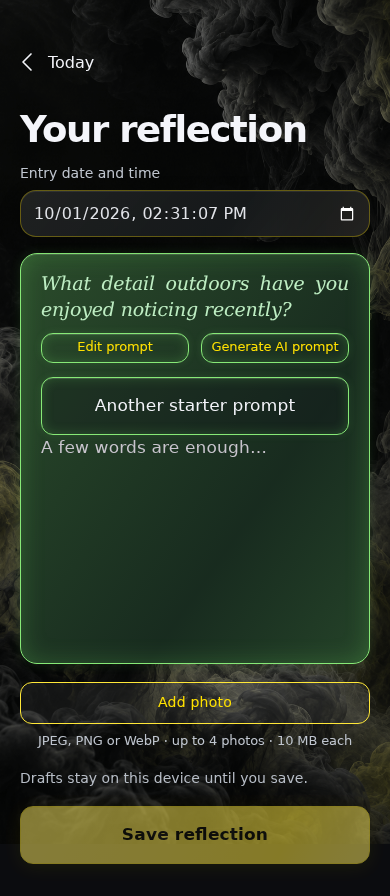 Today
Your reflection
Entry date and time
10/01/2026, 02:31:07 PM
What detail outdoors have you
enjoyed noticing recently?
Edit prompt
Generate AI prompt
Another starter prompt
A few words are enough...
Add photo
JPEG, PNG or WebP · up to 4 photos · 10 MB each
Drafts stay on this device until you save.
Save reflection